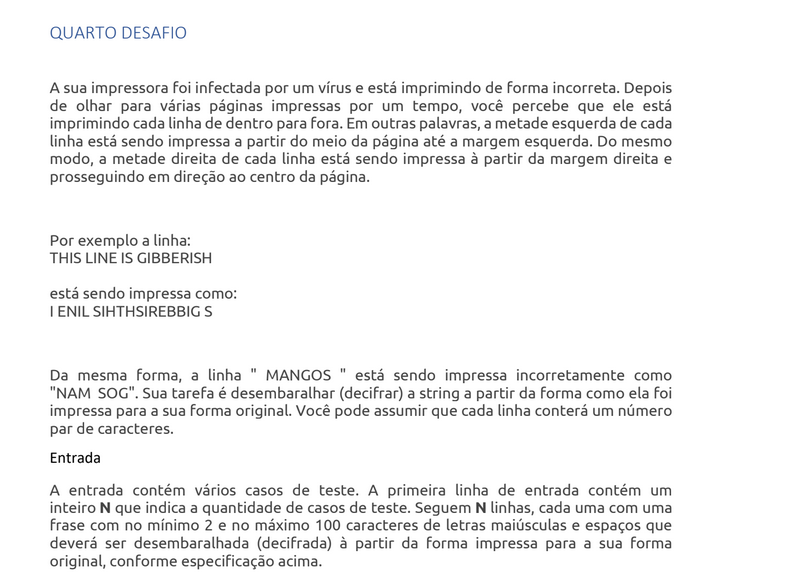 QUARTO DESAFIO
A sua impressora foi infectada por um vírus e está imprimindo de forma incorreta. Depois
de olhar para várias páginas impressas por um tempo, você percebe que ele está
imprimindo cada linha de dentro para fora. Em outras palavras, a metade esquerda de cada
linha está sendo impressa a partir do meio da página até a margem esquerda. Do mesmo
modo, a metade direita de cada linha está sendo impressa à partir da margem direita e
prosseguindo em direção ao centro da página.
Por exemplo a linha:
THIS LINE IS GIBBERISH
está sendo impressa como:
I ENIL SIHTHSIREBBIG S
Da mesma forma, a linha " MANGOS " está sendo impressa incorretamente como
"NAM  SOG". Sua tarefa é desembaralhar (decifrar) a string a partir da forma como ela foi
impressa para a sua forma original. Você pode assumir que cada linha conterá um número
par de caracteres.
Entrada
A entrada contém vários casos de teste. A primeira linha de entrada contém um
inteiro N que indica a quantidade de casos de teste. Seguem N linhas, cada uma com uma
frase com no mínimo 2 e no máximo 100 caracteres de letras maiúsculas e espaços que
deverá ser desembaralhada (decifrada) à partir da forma impressa para a sua forma
original, conforme especificação acima.